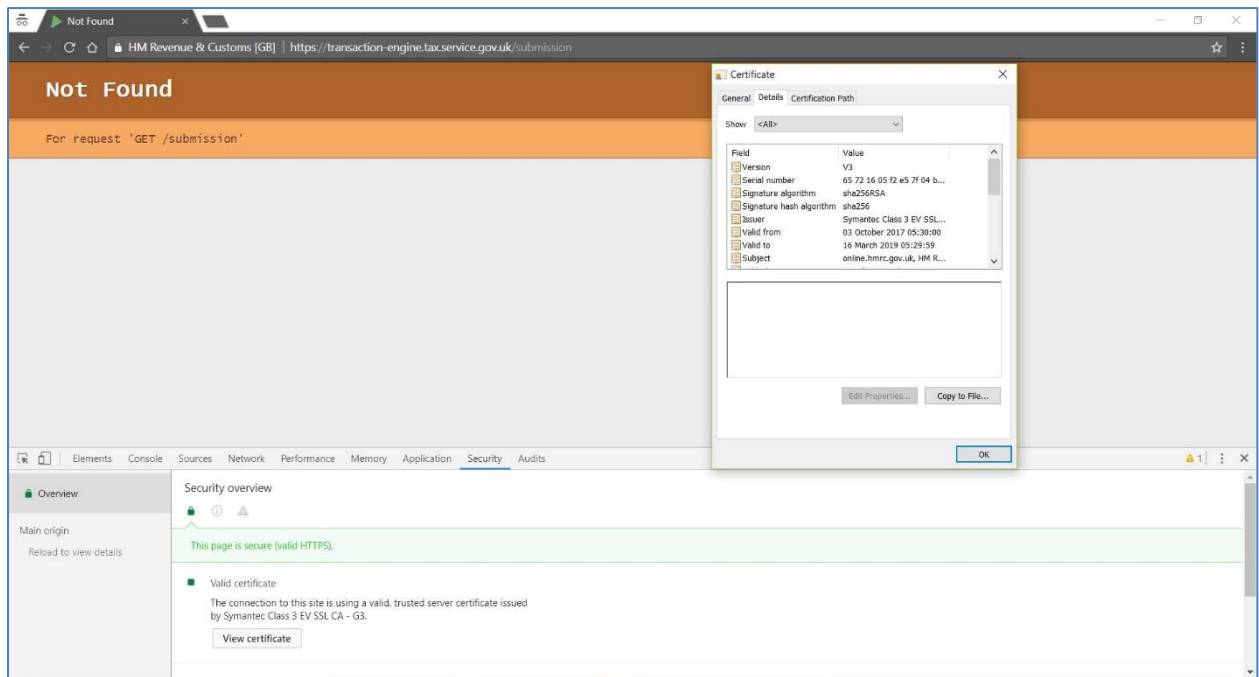 Not Found
HM Revenue & Customs [GB] | https://transaction-engine.tax.service.gov.uk/submission
Not Found
For request 'GET /submission'
Certificate
General Details Certification Path
Show <All>
Field Value
Version V3
Serial number 65 72 16 05 f2 e5 7f 04 b...
Signature algorithm sha256RSA
Signature hash algorithm sha256
Issuer Symantec Class 3 EV SSL...
Valid from 03 October 2017 05:30:00
Valid to 16 March 2019 05:29:59
Subject online.hmrc.gov.uk, HM R...
Edit Properties... Copy to File...
OK
Elements Console Sources Network Performance Memory Application Security Audits 1
Overview
Main origin
Reload to view details
Security overview
This page is secure (valid HTTPS).
Valid certificate
The connection to this site is using a valid, trusted server certificate issued
by Symantec Class 3 EV SSL CA - G3.
View certificate